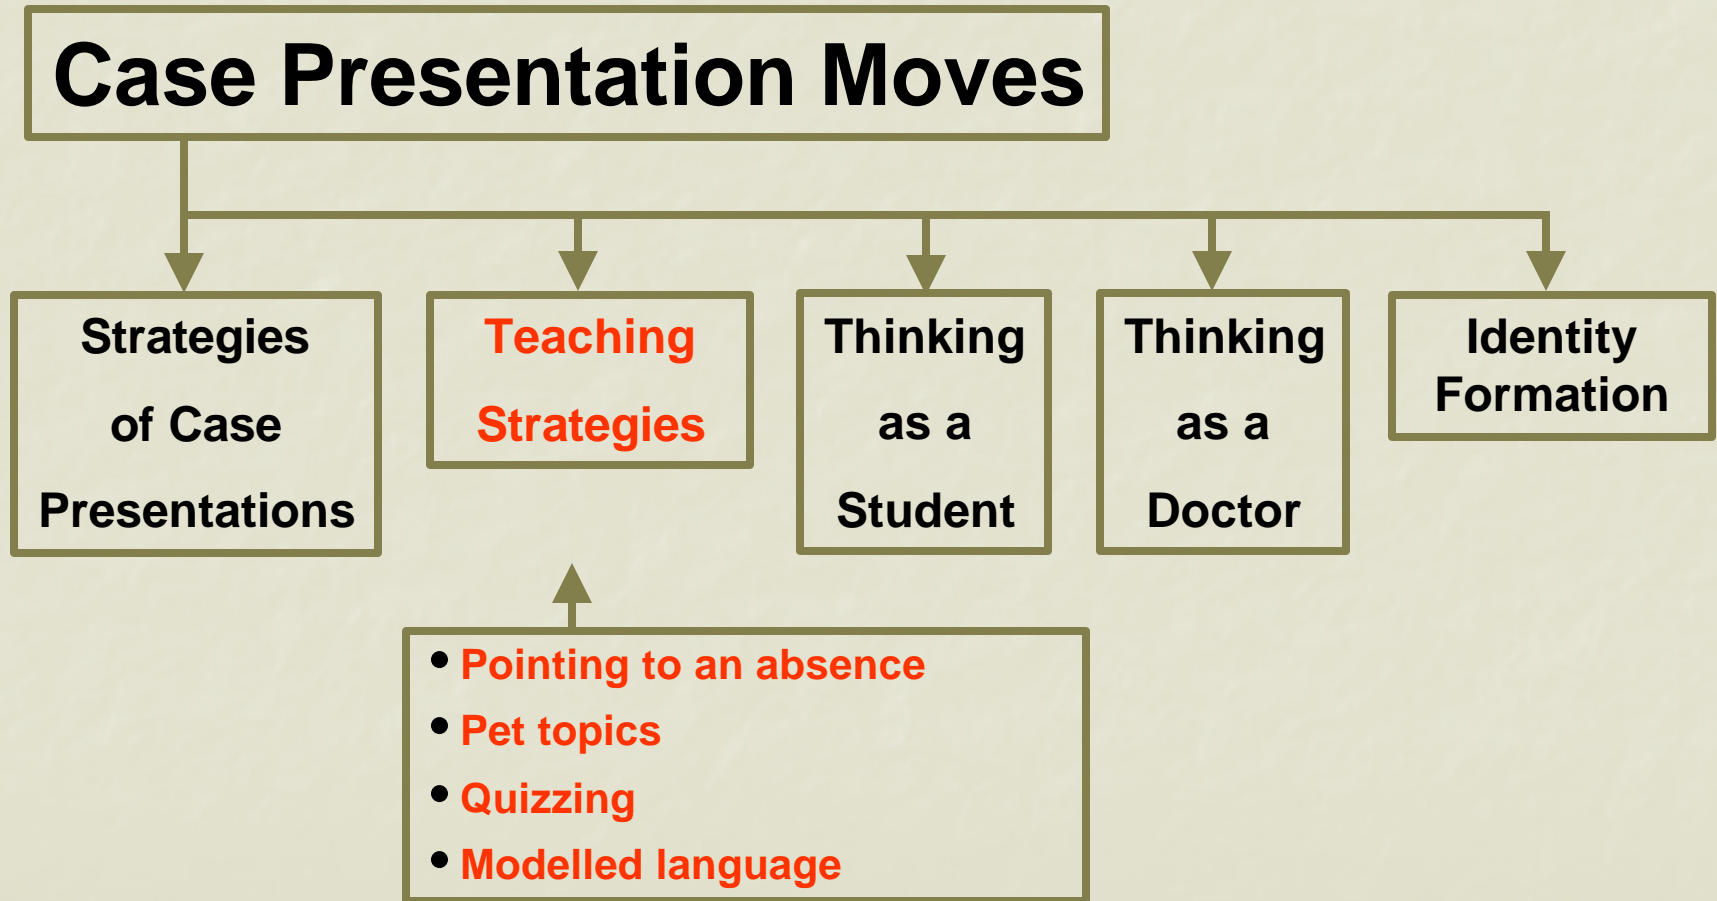 Case Presentation Moves
Strategies
of Case
Presentations
Teaching
Strategies
Thinking
as a
Student
Thinking
as a
Doctor
Identity
Formation
• Pointing to an absence
• Pet topics
• Quizzing
• Modelled language